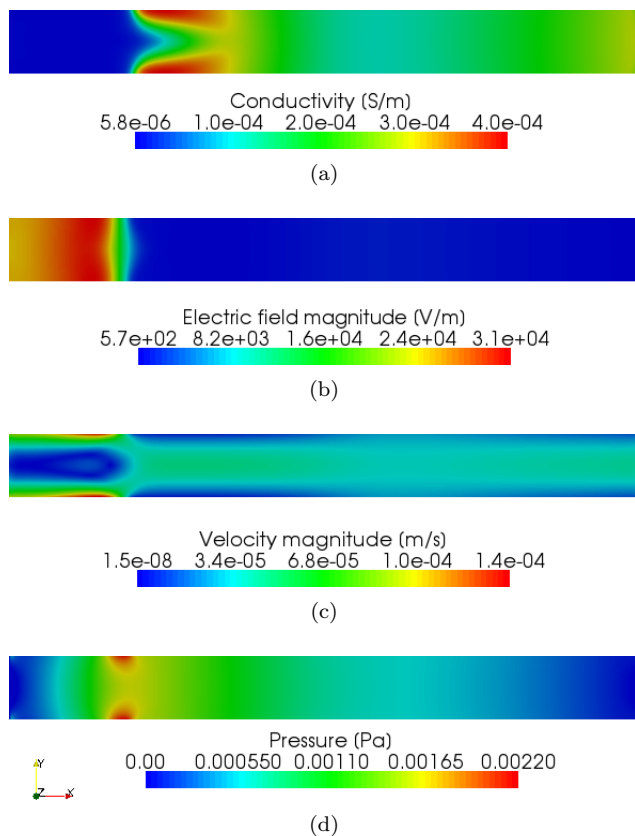 Conductivity (S/m)
5.8e-06 1.0e-04 2.0e-04 3.0e-04 4.0e-04
(a)
Electric field magnitude (V/m)
5.7e+02 8.2e+03 1.6e+04 2.4e+04 3.1e+04
(b)
Velocity magnitude (m/s)
1.5e-08 3.4e-05 6.8e-05 1.0e-04 1.4e-04
(c)
Pressure (Pa)
0.00 0.000550 0.00110 0.00165 0.00220
Y
Z X
(d)